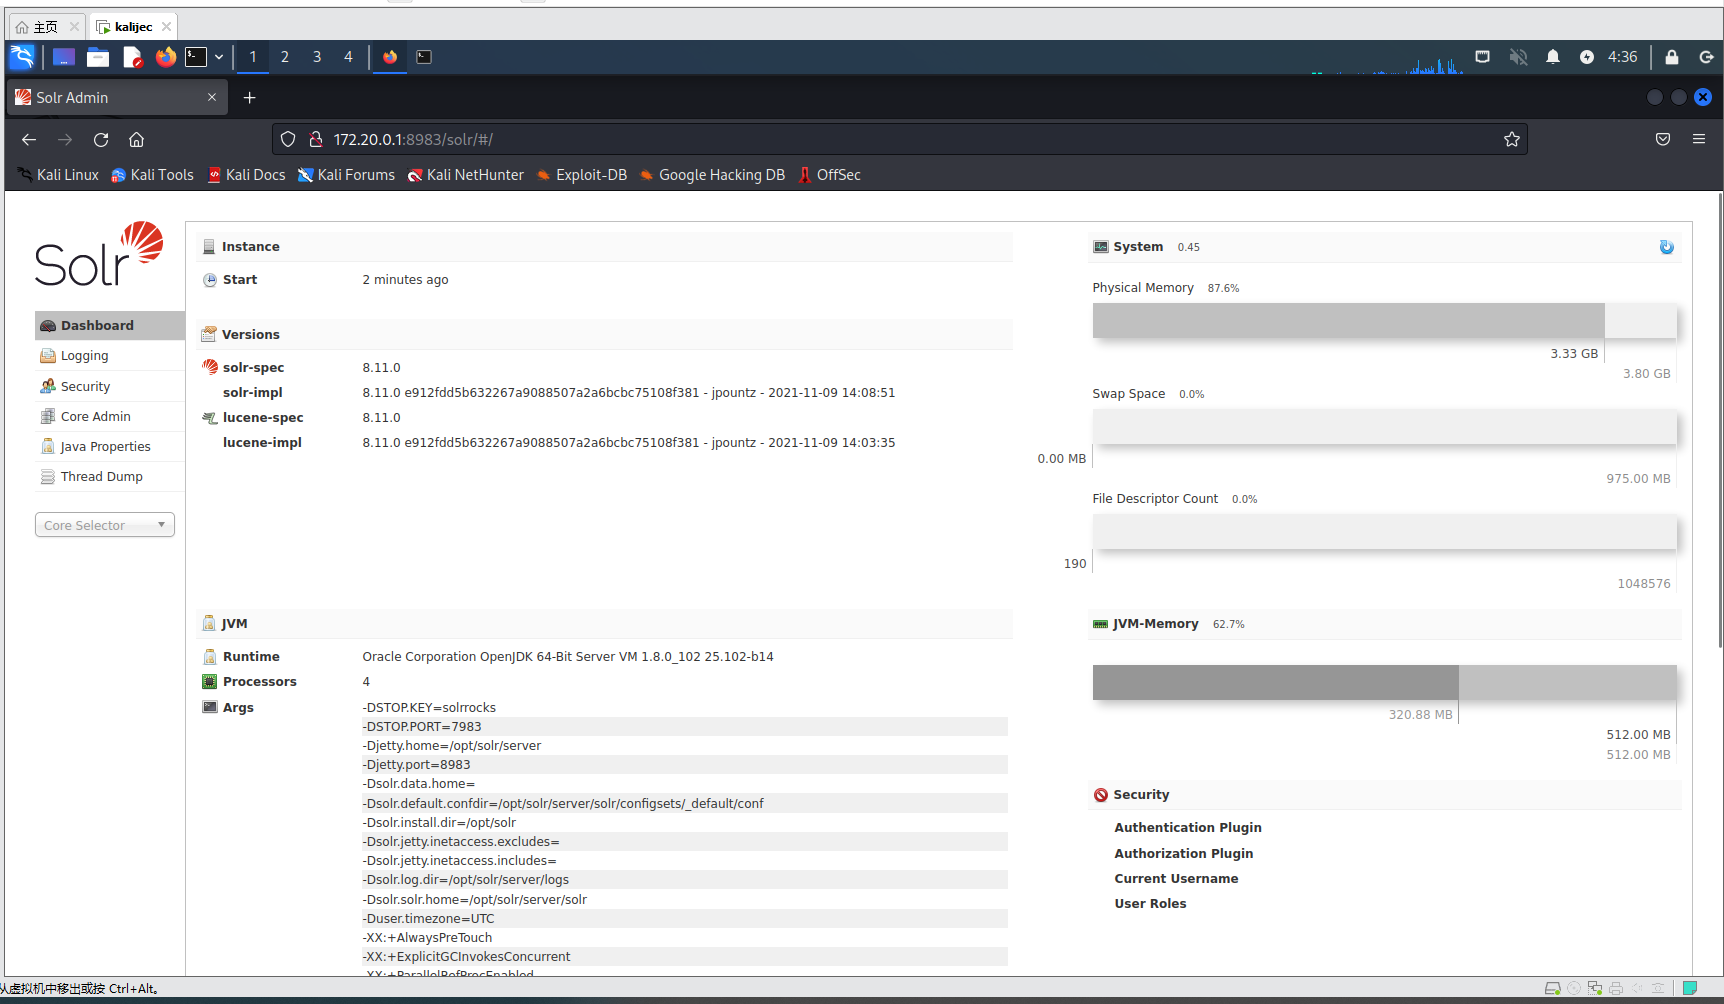 主页
kalijec
1 2 3 4
4:36
Solr Admin
172.20.0.1:8983/solr/#/
Kali Linux Kali Tools Kali Docs Kali Forums Kali NetHunter Exploit-DB Google Hacking DB OffSec
Solr
Dashboard
Logging
Security
Core Admin
Java Properties
Thread Dump
Core Selector
Instance
Start 2 minutes ago
Versions
solr-spec 8.11.0
solr-impl 8.11.0 e912fdd5b632267a9088507a2a6bcbc75108f381 - jpountz - 2021-11-09 14:08:51
lucene-spec 8.11.0
lucene-impl 8.11.0 e912fdd5b632267a9088507a2a6bcbc75108f381 - jpountz - 2021-11-09 14:03:35
JVM
Runtime Oracle Corporation OpenJDK 64-Bit Server VM 1.8.0_102 25.102-b14
Processors 4
Args -DSTOP.KEY=solrrocks
-DSTOP.PORT=7983
-Djetty.home=/opt/solr/server
-Djetty.port=8983
-Dsolr.data.home=
-Dsolr.default.confdir=/opt/solr/server/solr/configsets/_default/conf
-Dsolr.install.dir=/opt/solr
-Dsolr.jetty.inetaccess.excludes=
-Dsolr.jetty.inetaccess.includes=
-Dsolr.log.dir=/opt/solr/server/logs
-Dsolr.solr.home=/opt/solr/server/solr
-Duser.timezone=UTC
-XX:+AlwaysPreTouch
-XX:+ExplicitGCInvokesConcurrent
-XX:+ParallelRefProcEnabled
System 0.45
Physical Memory 87.6%
3.33 GB
3.80 GB
Swap Space 0.0%
0.00 MB
975.00 MB
File Descriptor Count 0.0%
190
1048576
JVM-Memory 62.7%
320.88 MB
512.00 MB
512.00 MB
Security
Authentication Plugin
Authorization Plugin
Current Username
User Roles
从虚拟机中移出或按 Ctrl+Alt。